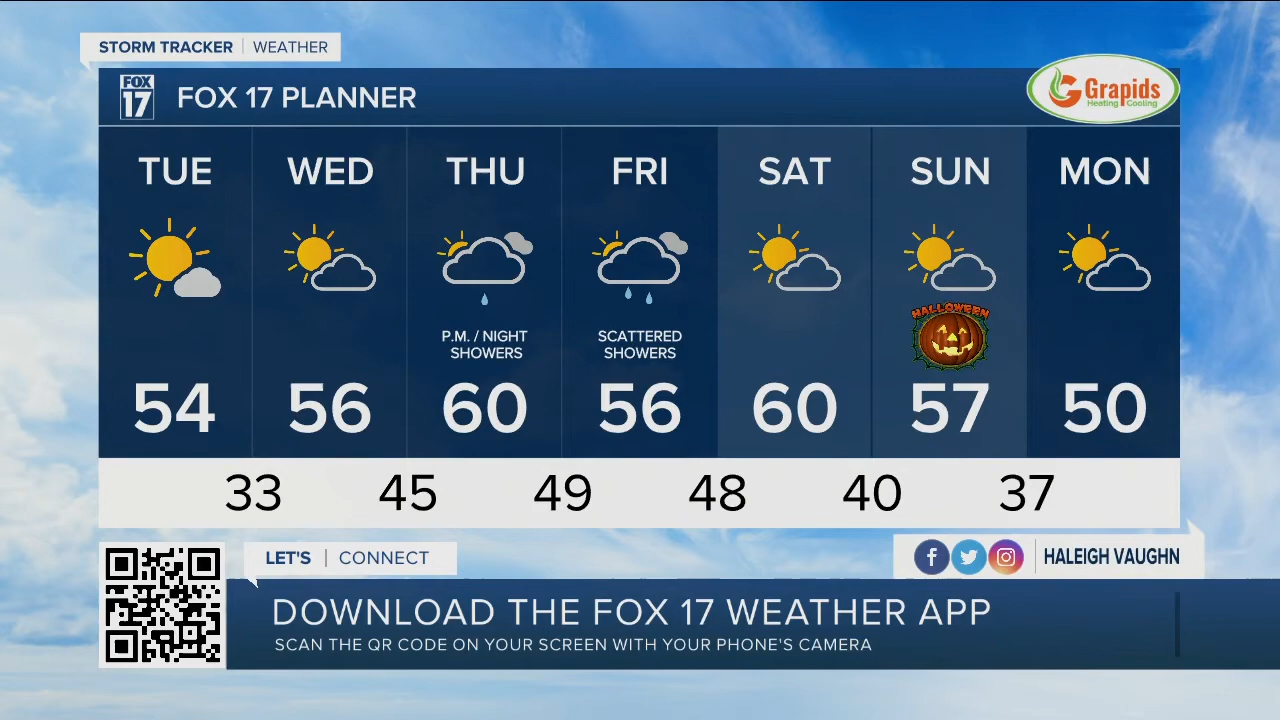 STORM TRACKER | WEATHER
FOX 17
FOX 17 PLANNER
Grapids
Heating Cooling
TUE WED THU FRI SAT SUN MON
HALLOWEEN
P.M. / NIGHT
SHOWERS
SCATTERED
SHOWERS
54 56 60 56 60 57 50
33 45 49 48 40 37
LET'S | CONNECT
HALEIGH VAUGHN
DOWNLOAD THE FOX 17 WEATHER APP
SCAN THE QR CODE ON YOUR SCREEN WITH YOUR PHONE'S CAMERA